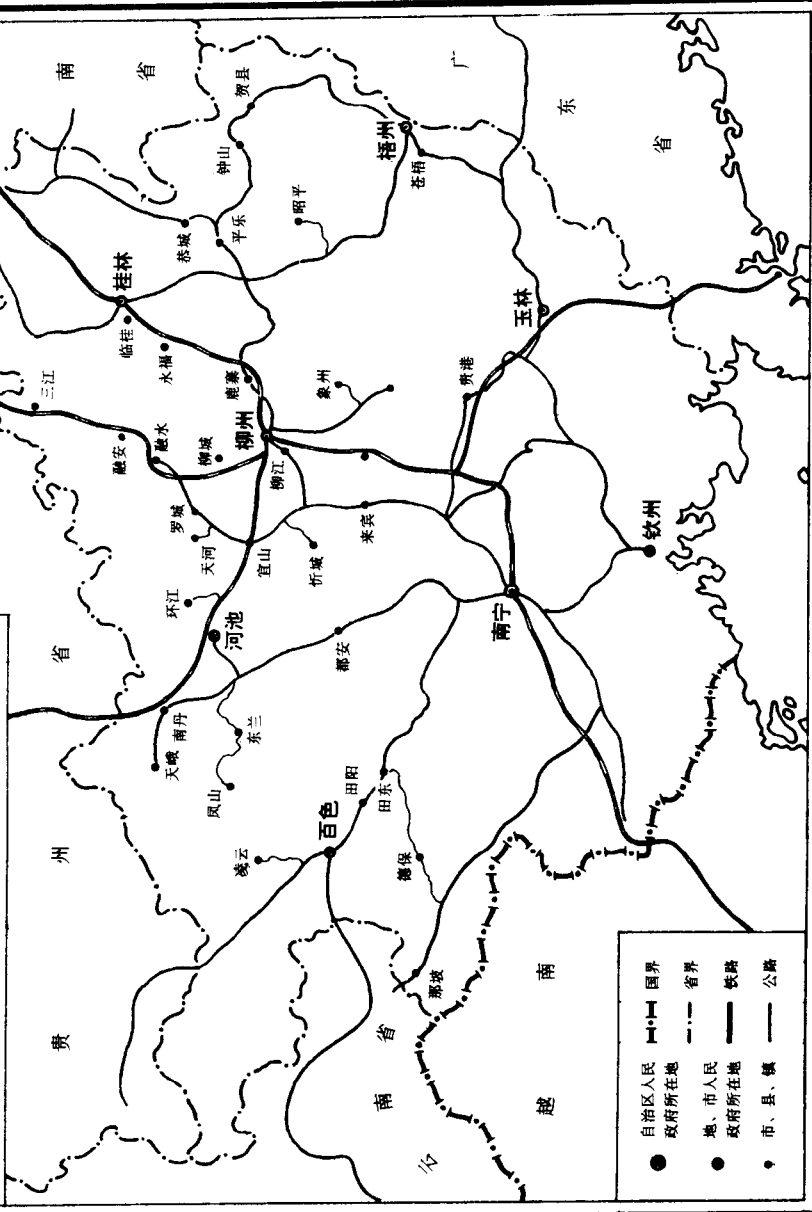 南省
广东省
贺县
钟山
梧州
苍梧
昭平
恭城
平乐
桂林
临桂
永福
玉林
三江
鹿寨
象州
贵港
融安
融水
柳城
柳州
柳江
罗城
天河
宜山
来宾
忻城
钦州
环江
河池
南宁
都安
南丹
天峨
东兰
凤山
田阳
田东
百色
凌云
德保
那坡
贵州省
云南省
越南
自治区人民
政府所在地
地、市人民
政府所在地
市、县、镇
国界
省界
铁路
公路